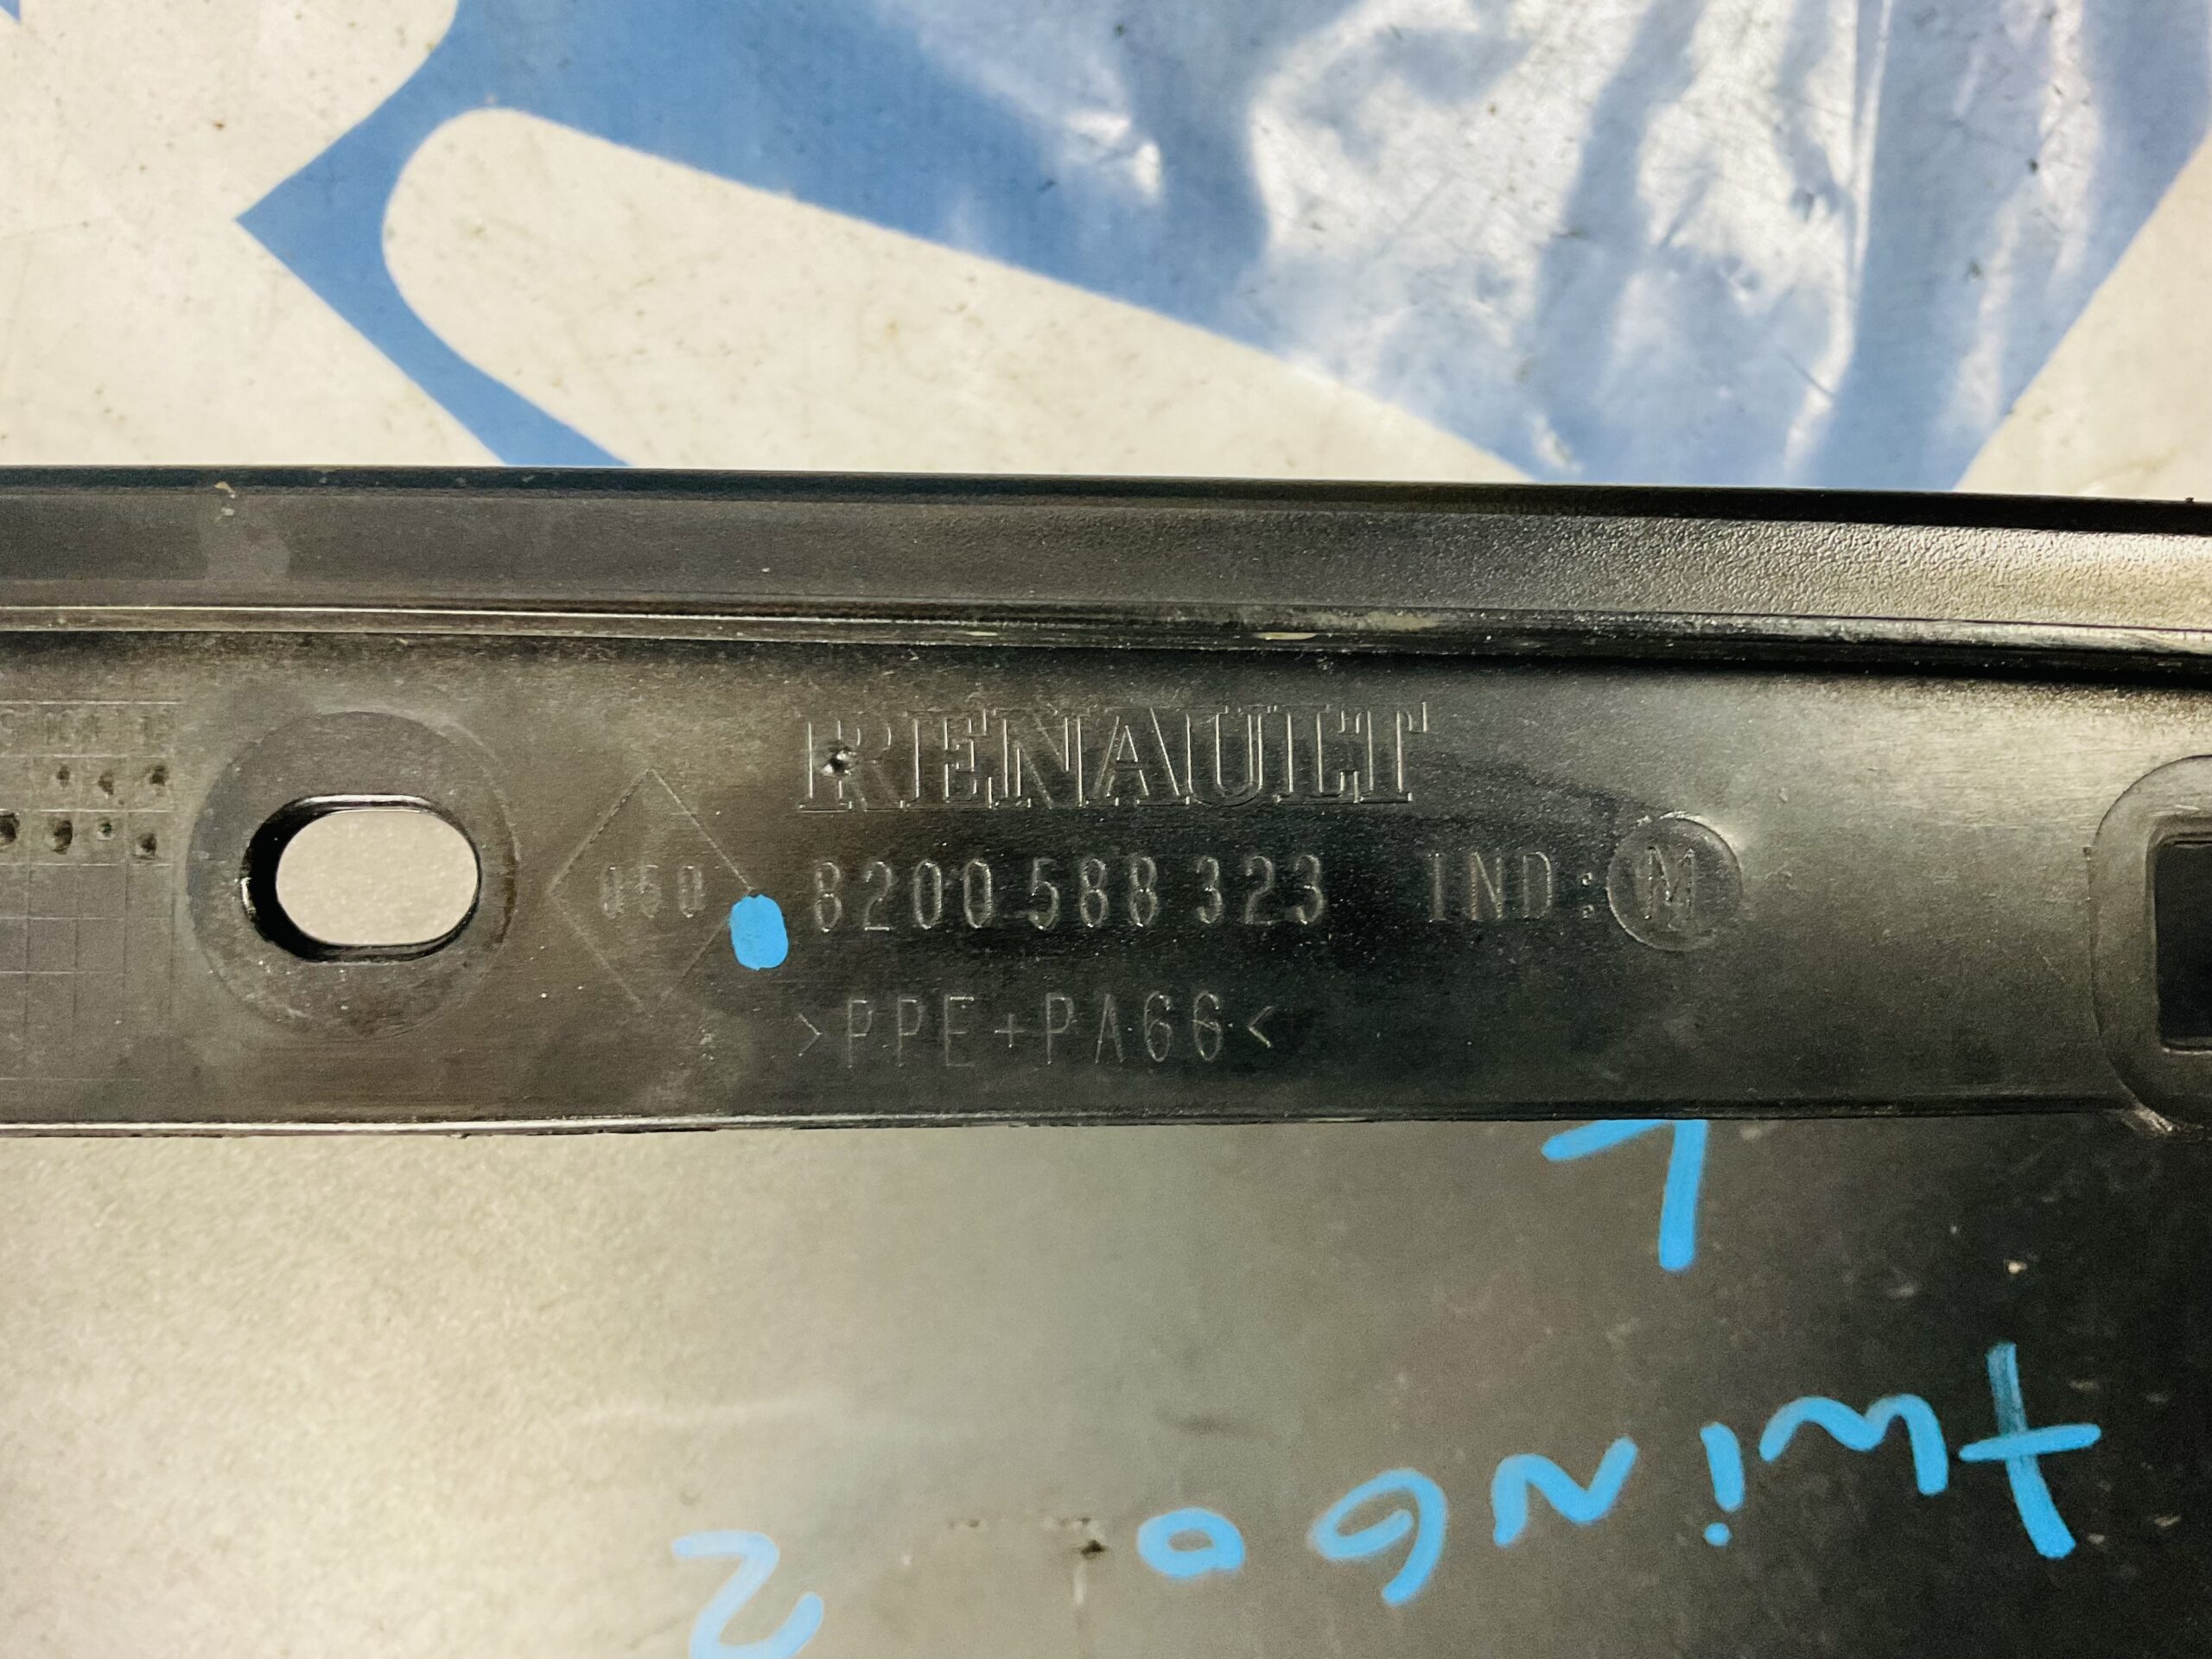 RENAULT
050
8200 588 323 IND: M
>PPE+PA66<
L
twiNGo
2